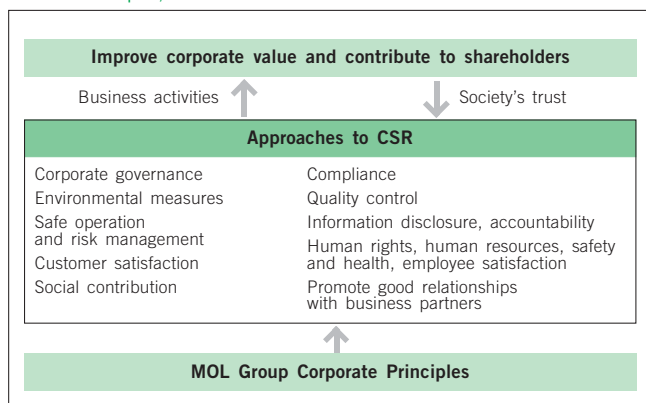 Improve corporate value and contribute to shareholders
Business activities
Society's trust
Approaches to CSR
Corporate governance
Environmental measures
Safe operation
and risk management
Customer satisfaction
Social contribution
Compliance
Quality control
Information disclosure, accountability
Human rights, human resources, safety
and health, employee satisfaction
Promote good relationships
with business partners
MOL Group Corporate Principles